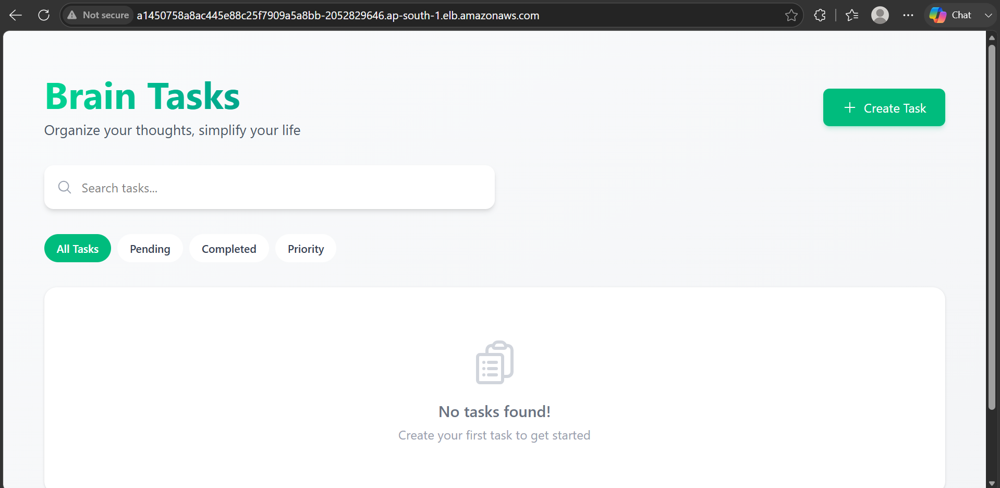 Not secure a1450758a8ac445e88c25f7909a5a8bb-2052829646.ap-south-1.elb.amazonaws.com Chat
Brain Tasks
Organize your thoughts, simplify your life
+ Create Task
Search tasks...
All Tasks Pending Completed Priority
No tasks found!
Create your first task to get started